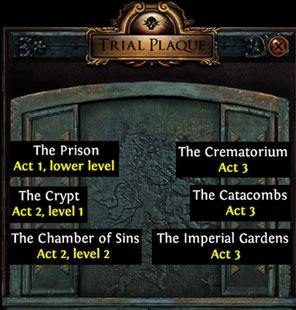 TRIAL PLAQUE
The Prison
Act 1, lower level
The Crematorium
Act 3
The Crypt
Act 2, level 1
The Catacombs
Act 3
The Chamber of Sins
Act 2, level 2
The Imperial Gardens
Act 3